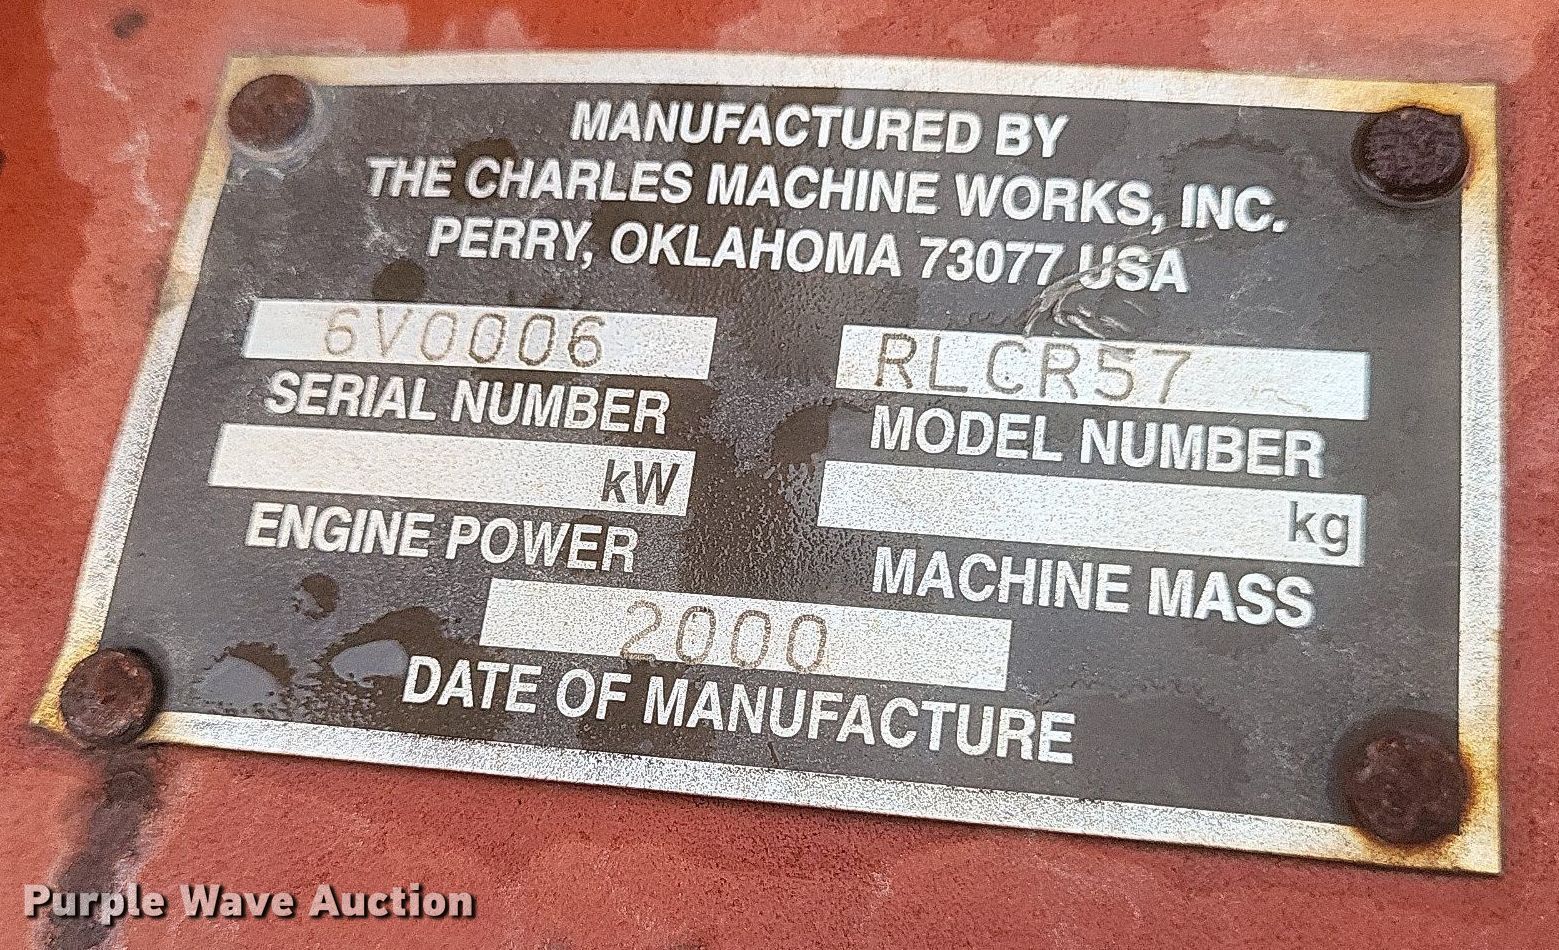 MANUFACTURED BY
THE CHARLES MACHINE WORKS, INC.
PERRY, OKLAHOMA 73077 USA
6V0006 RLCR57
SERIAL NUMBER MODEL NUMBER
kW kg
ENGINE POWER MACHINE MASS
2000
DATE OF MANUFACTURE
Purple Wave Auction